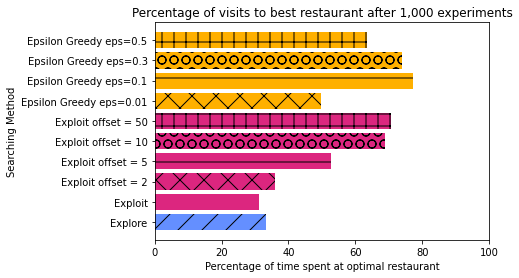 Percentage of visits to best restaurant after 1,000 experiments
Epsilon Greedy eps=0.5
Epsilon Greedy eps=0.3
Epsilon Greedy eps=0.1
Epsilon Greedy eps=0.01
Exploit offset = 50
Exploit offset = 10
Exploit offset = 5
Exploit offset = 2
Exploit
Explore
Searching Method
0 20 40 60 80 100
Percentage of time spent at optimal restaurant